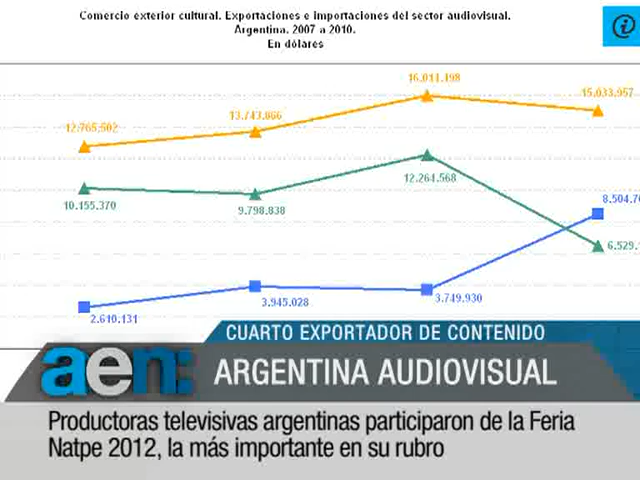 Comercio exterior cultural. Exportaciones e importaciones del sector audiovisual.
Argentina. 2007 a 2010.
En dólares
i
16.011.198
15.033.957
13.743.866
12.765.502
12.264.568
10.155.370
9.798.838
8.504.7
6.529.
3.945.028
3.749.930
2.610.131
CUARTO EXPORTADOR DE CONTENIDO
aen:
ARGENTINA AUDIOVISUAL
Productoras televisivas argentinas participaron de la Feria
Natpe 2012, la más importante en su rubro